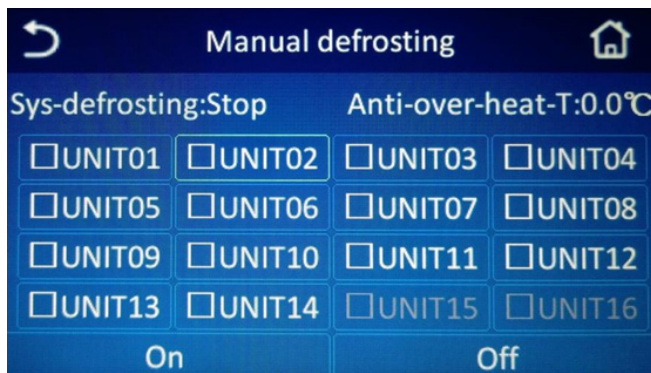 Manual defrosting
Sys-defrosting:Stop Anti-over-heat-T:0.0℃
UNIT01 UNIT02 UNIT03 UNIT04
UNIT05 UNIT06 UNIT07 UNIT08
UNIT09 UNIT10 UNIT11 UNIT12
UNIT13 UNIT14 UNIT15 UNIT16
On Off